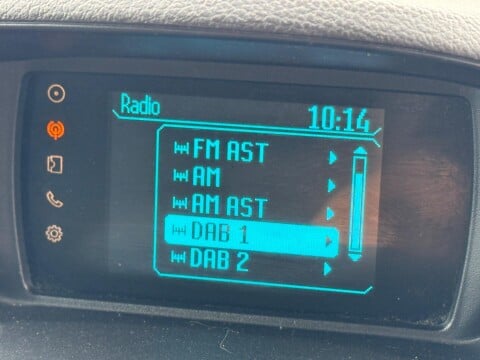 Radio
10:14
FM AST
AM
AM AST
DAB 1
DAB 2